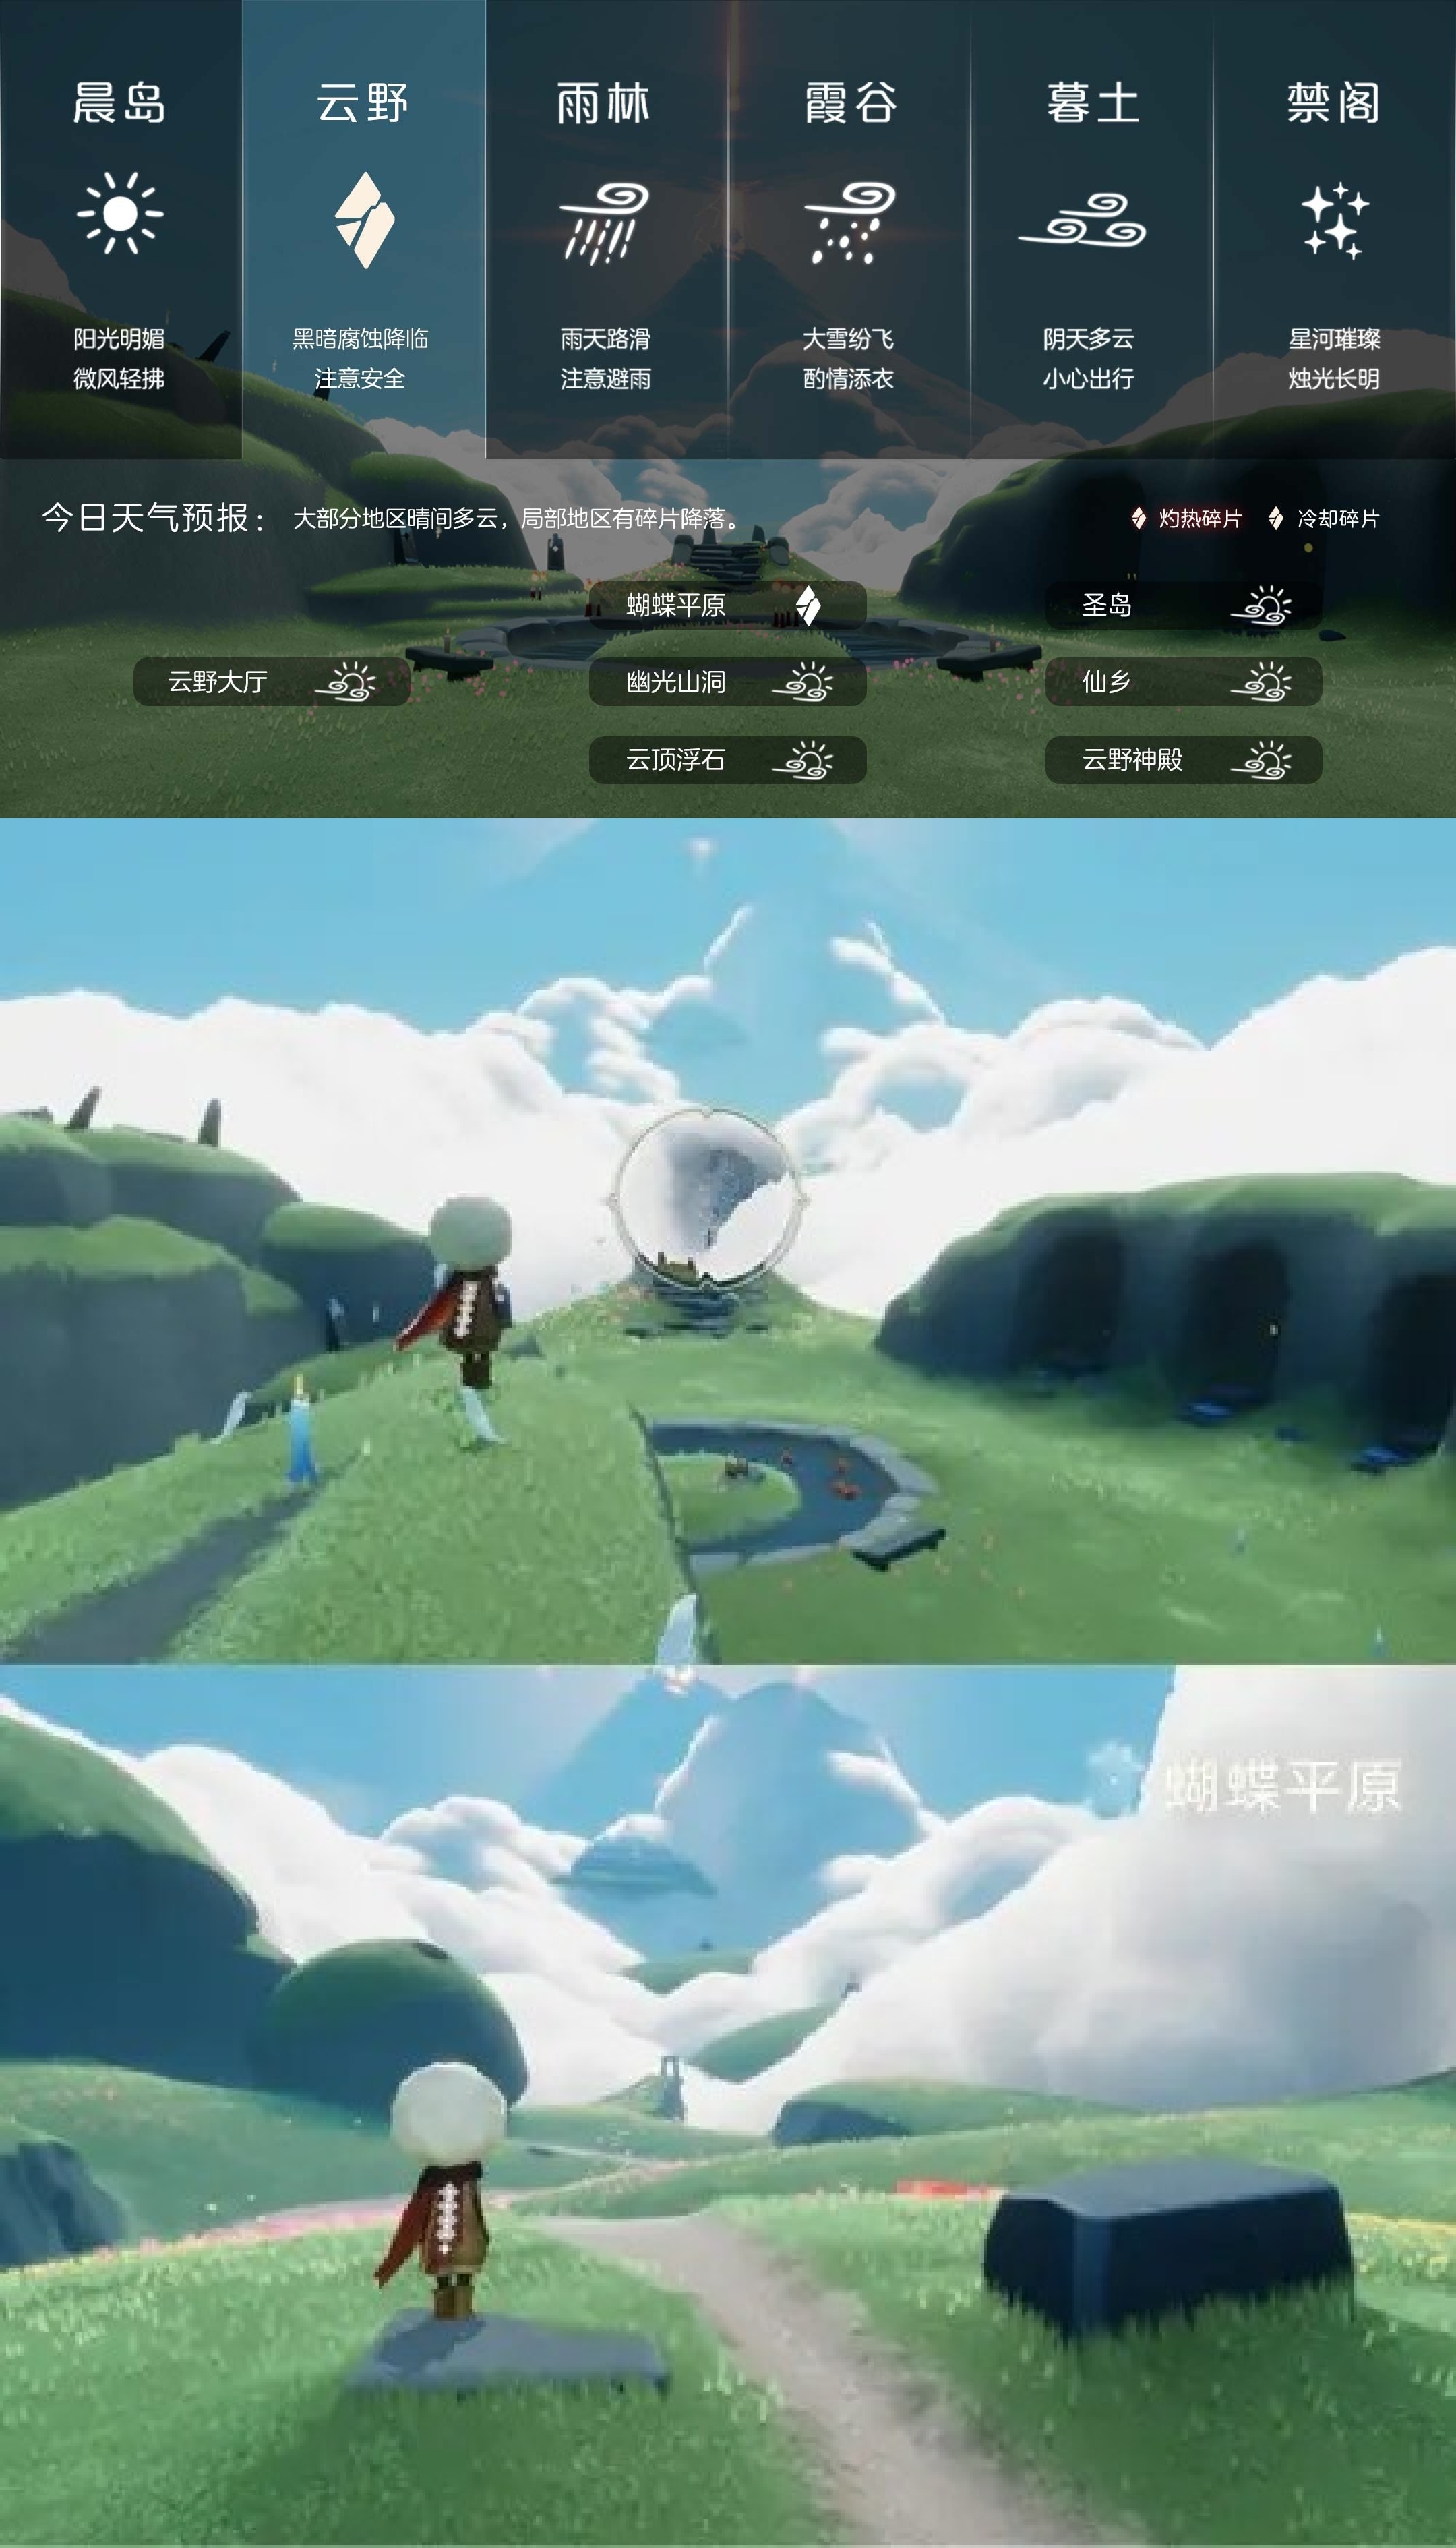 晨岛
云野
雨林
霞谷
暮土
禁阁
阳光明媚
微风轻拂
黑暗腐蚀降临
注意安全
雨天路滑
注意避雨
大雪纷飞
酌情添衣
阴天多云
小心出行
星河璀璨
烛光长明
今日天气预报：大部分地区晴间多云，局部地区有碎片降落。
灼热碎片
冷却碎片
蝴蝶平原
圣岛
云野大厅
幽光山洞
仙乡
云顶浮石
云野神殿
蝴蝶平原